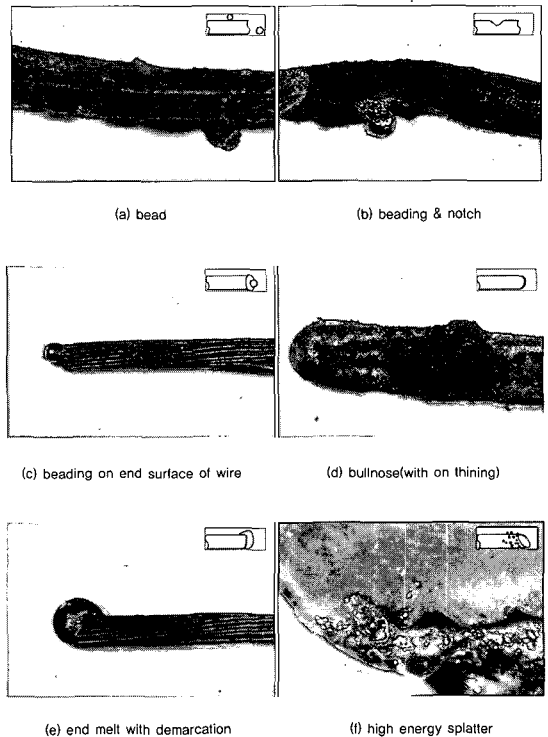 (a) bead
(b) beading & notch
(c) beading on end surface of wire
(d) bullnose(with on thining)
(e) end melt with demarcation
(f) high energy splatter